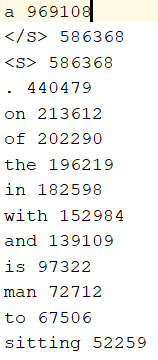 a 969108
</S> 586368
<S> 586368
. 440479
on 213612
of 202290
the 196219
in 182598
with 152984
and 139109
is 97322
man 72712
to 67506
sitting 52259